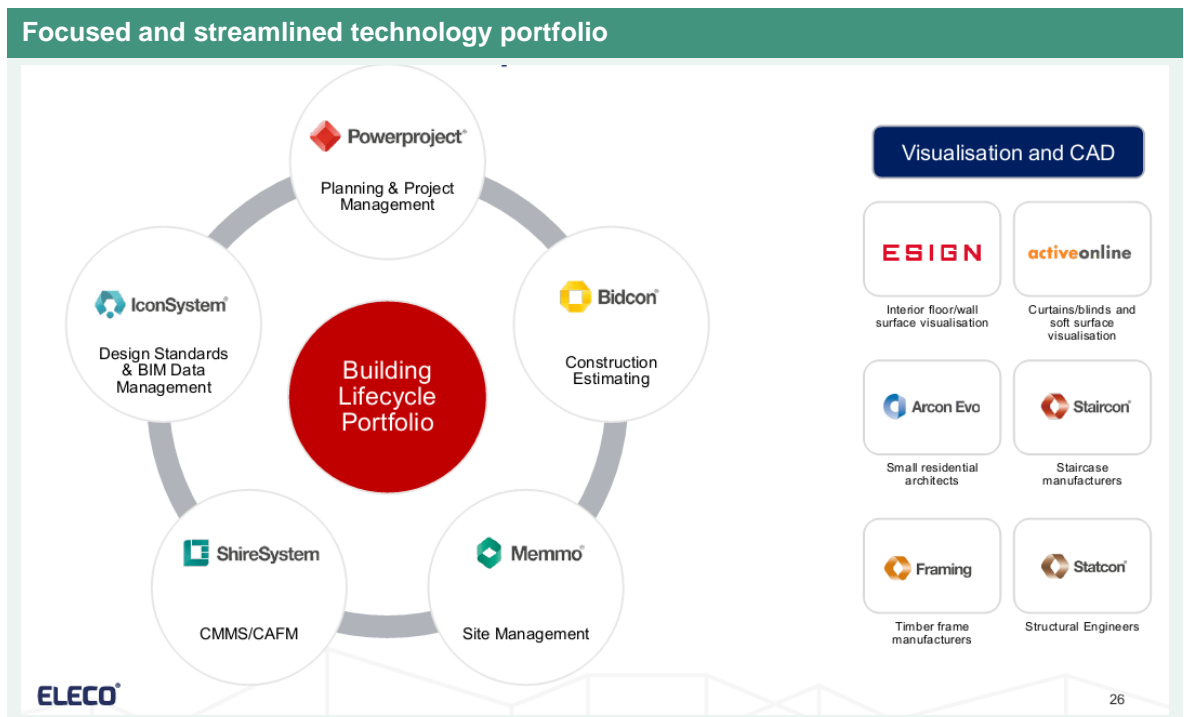 Focused and streamlined technology portfolio
Powerproject®
Planning & Project
Management
Bidcon®
Construction
Estimating
Memmo®
Site Management
ShireSystem
CMMS/CAFM
IconSystem®
Design Standards
& BIM Data
Management
Building
Lifecycle
Portfolio
Visualisation and CAD
ESIGN
activeonline
Interior floor/wall
surface visualisation
Curtains/blinds and
soft surface
visualisation
Arcon Evo
Staircon®
Small residential
architects
Staircase
manufacturers
Framing
Statcon®
Timber frame
manufacturers
Structural Engineers
ELECO®
26